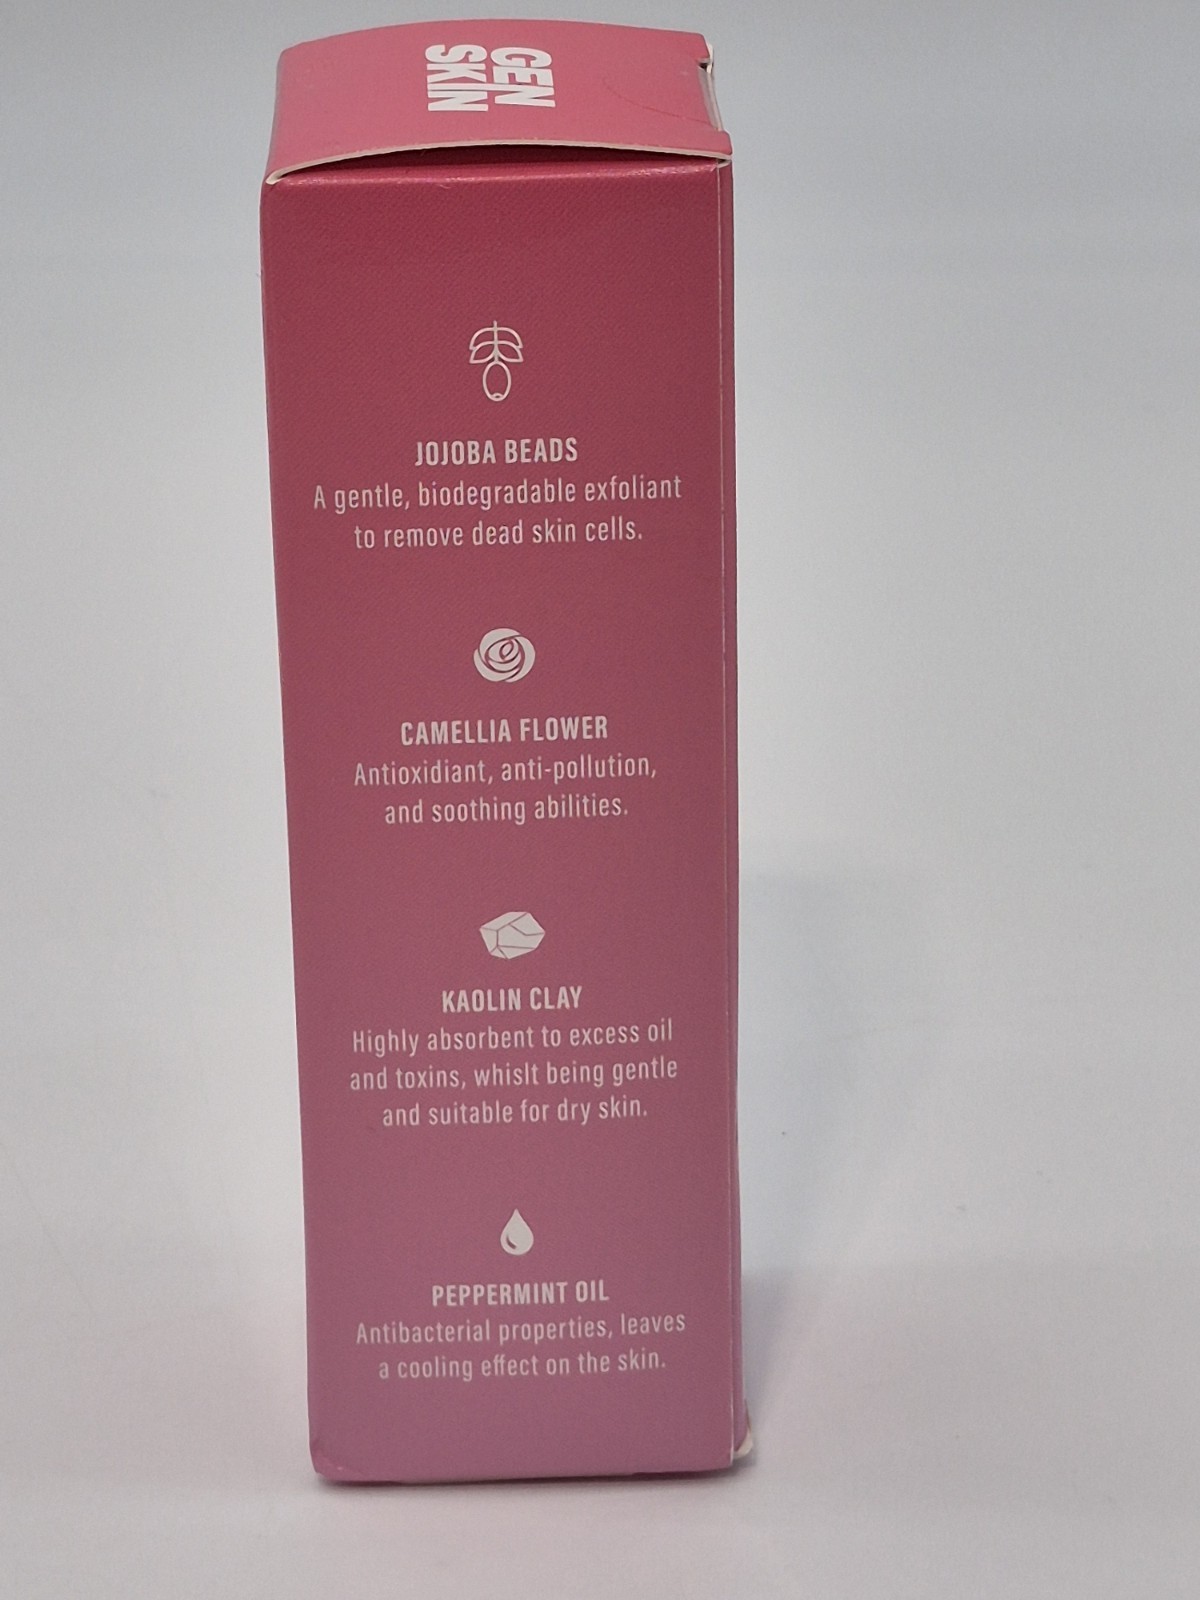 GEN
SKIN
JOJOBA BEADS
A gentle, biodegradable exfoliant
to remove dead skin cells.
CAMELLIA FLOWER
Antioxidiant, anti-pollution,
and soothing abilities.
KAOLIN CLAY
Highly absorbent to excess oil
and toxins, whislt being gentle
and suitable for dry skin.
PEPPERMINT OIL
Antibacterial properties, leaves
a cooling effect on the skin.